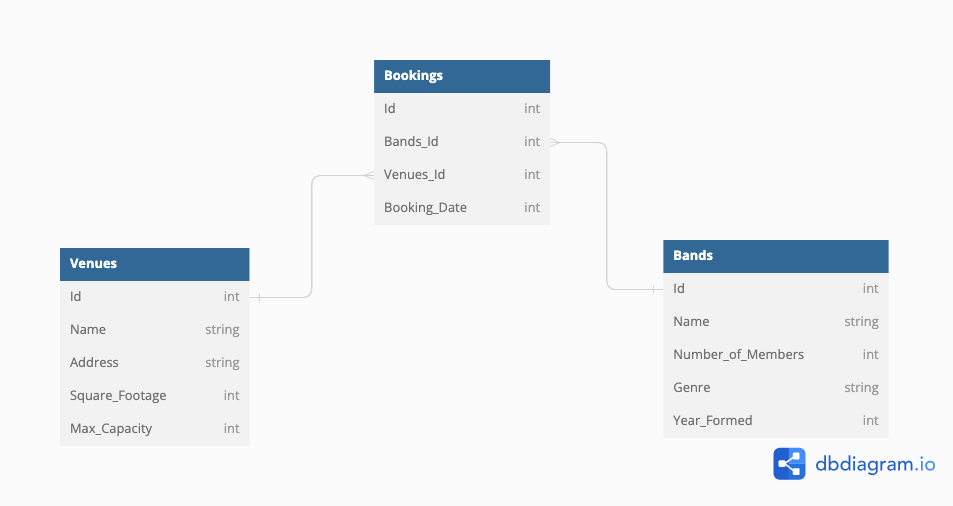 Bookings
Id int
Bands_Id int
Venues_Id int
Booking_Date int
Venues
Id int
Name string
Address string
Square_Footage int
Max_Capacity int
Bands
Id int
Name string
Number_of_Members int
Genre string
Year_Formed int
dbdiagram.io